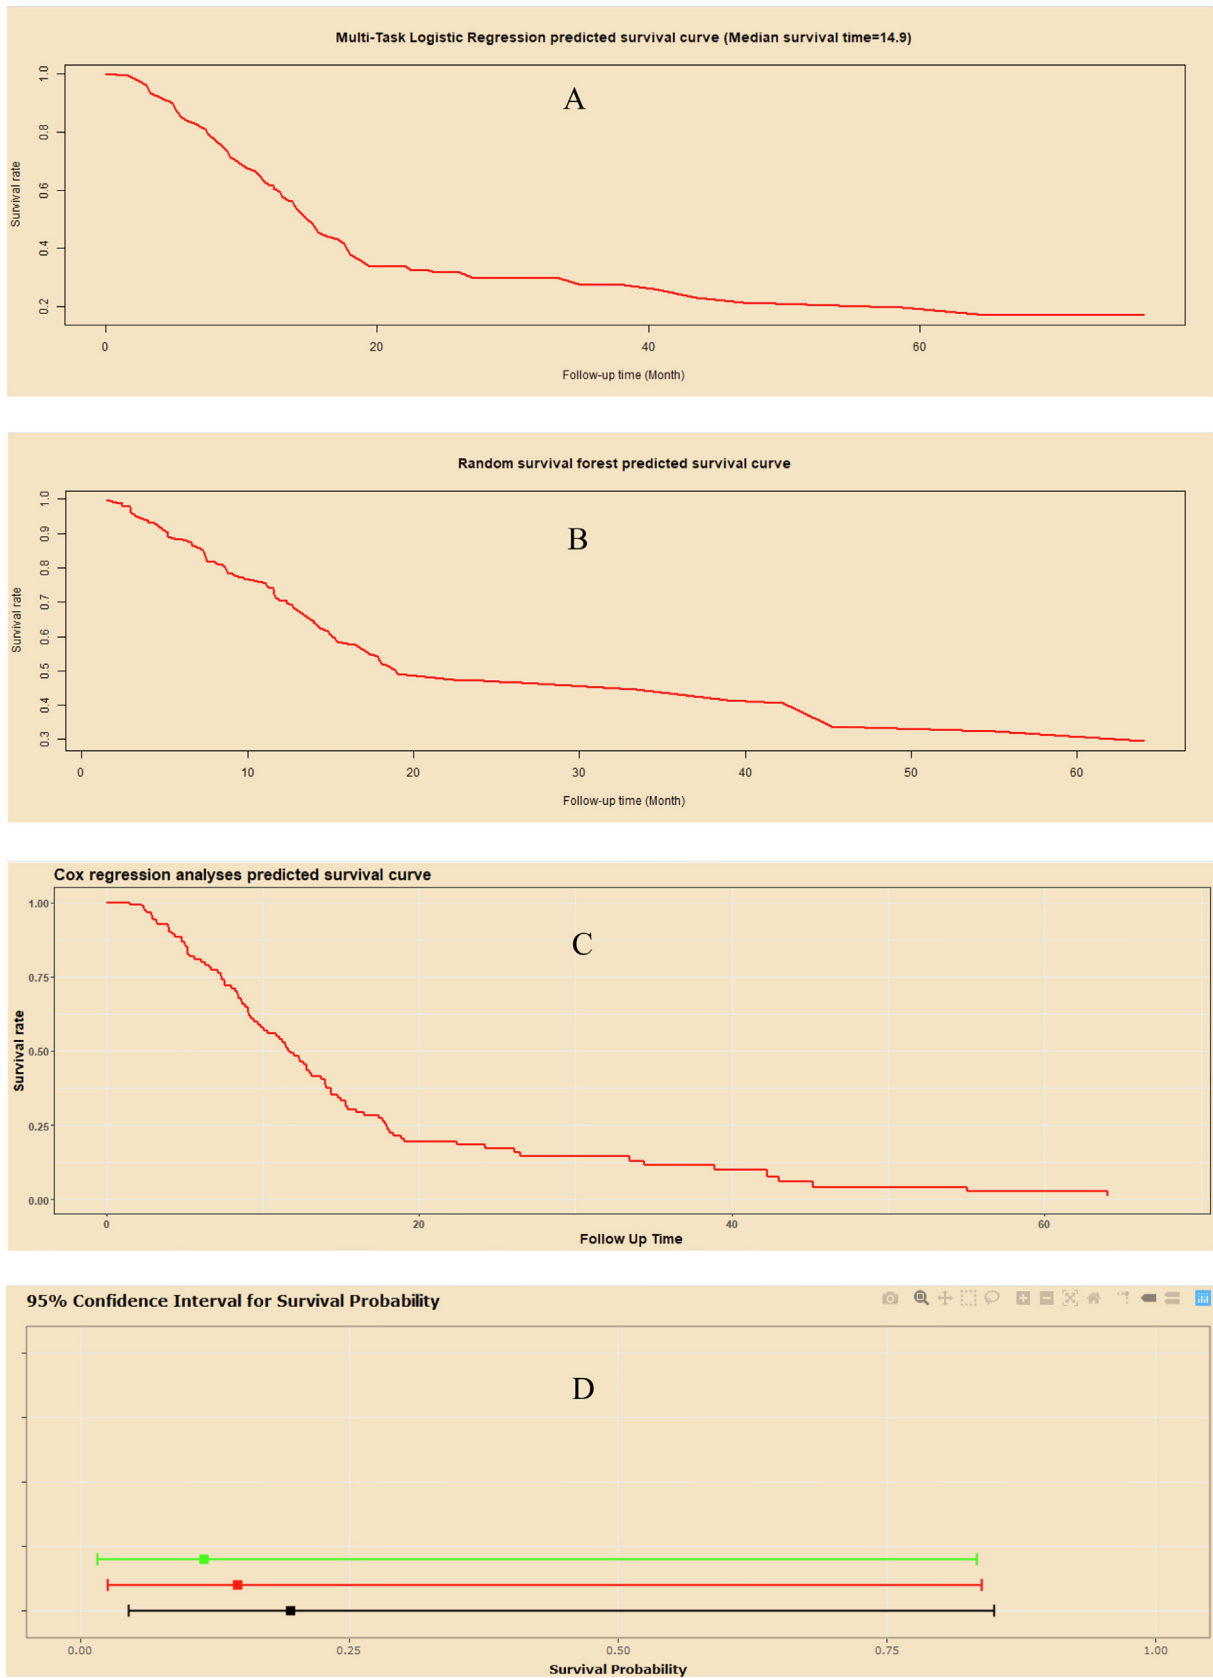 Multi-Task Logistic Regression predicted survival curve (Median survival time=14.9)
A
Survival rate
1.0
0.8
0.6
0.4
0.2
0 20 40 60
Follow-up time (Month)
Random survival forest predicted survival curve
B
Survival rate
1.0
0.9
0.8
0.7
0.6
0.5
0.4
0.3
0 10 20 30 40 50 60
Follow-up time (Month)
Cox regression analyses predicted survival curve
C
Survival rate
1.00
0.75
0.50
0.25
0.00
0 20 40 60
Follow Up Time
95% Confidence Interval for Survival Probability
D
0.00 0.25 0.50 0.75 1.00
Survival Probability